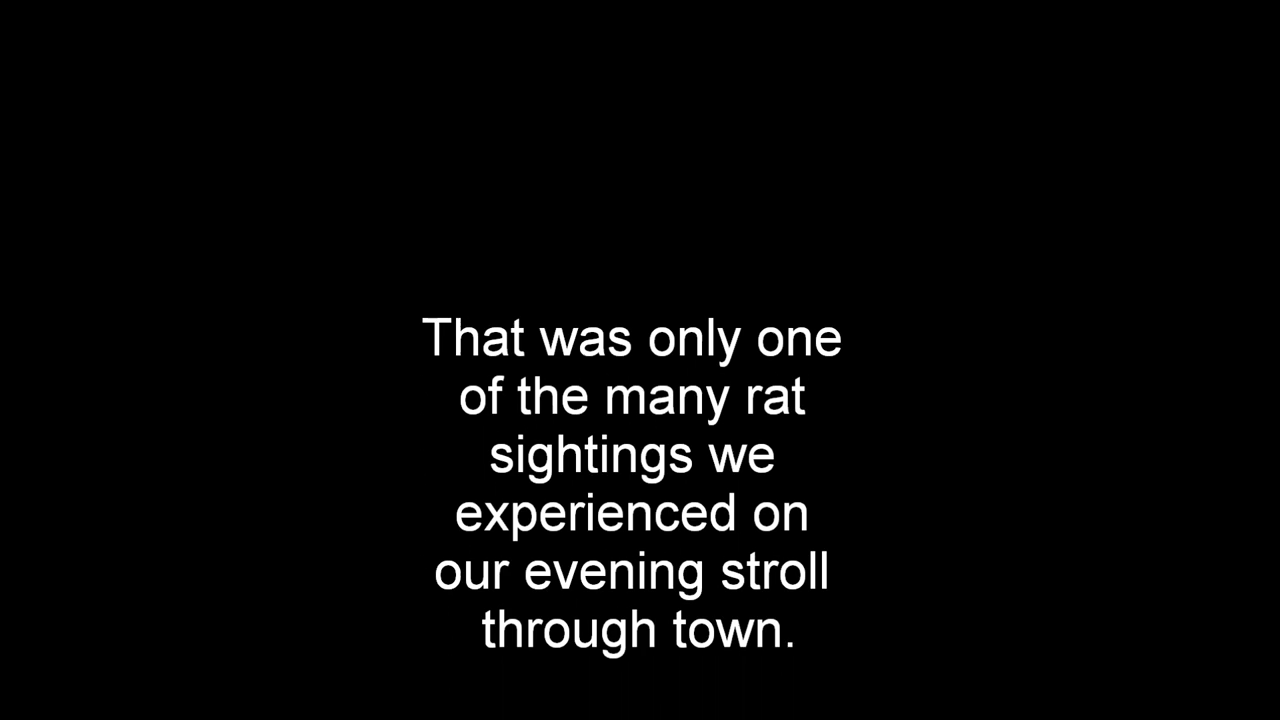 That was only one
of the many rat
sightings we
experienced on
our evening stroll
through town.